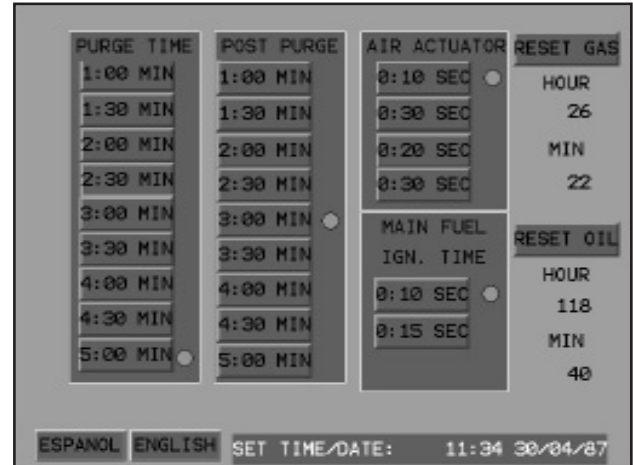 PURGE TIME
1:00 MIN
1:30 MIN
2:00 MIN
2:30 MIN
3:00 MIN
3:30 MIN
4:00 MIN
4:30 MIN
5:00 MIN
POST PURGE
1:00 MIN
1:30 MIN
2:00 MIN
2:30 MIN
3:00 MIN
3:30 MIN
4:00 MIN
4:30 MIN
5:00 MIN
AIR ACTUATOR
0:10 SEC
0:30 SEC
0:20 SEC
0:30 SEC
MAIN FUEL
IGN. TIME
0:10 SEC
0:15 SEC
RESET GAS
HOUR
26
MIN
22
RESET OIL
HOUR
118
MIN
40
ESPANOL ENGLISH SET TIME/DATE: 11:34 30/04/87